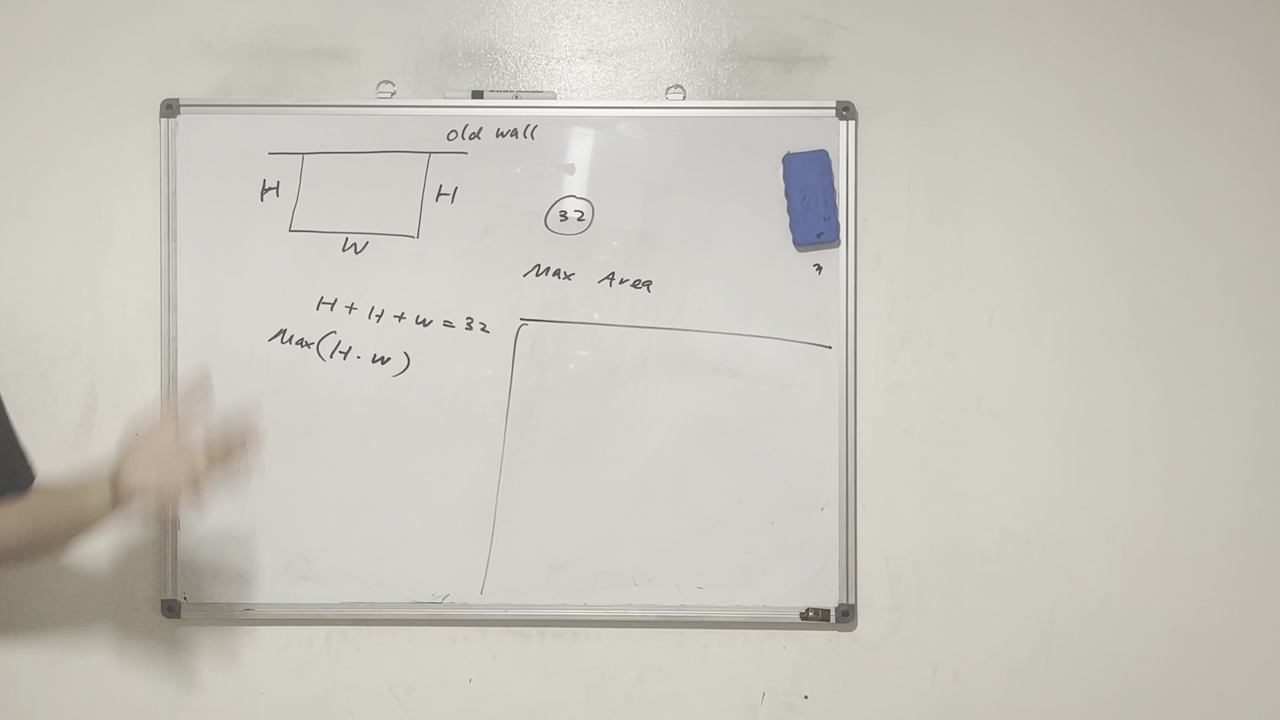 old wall
H H
W
32
Max Area
H + H + W = 32
Max(H · W)